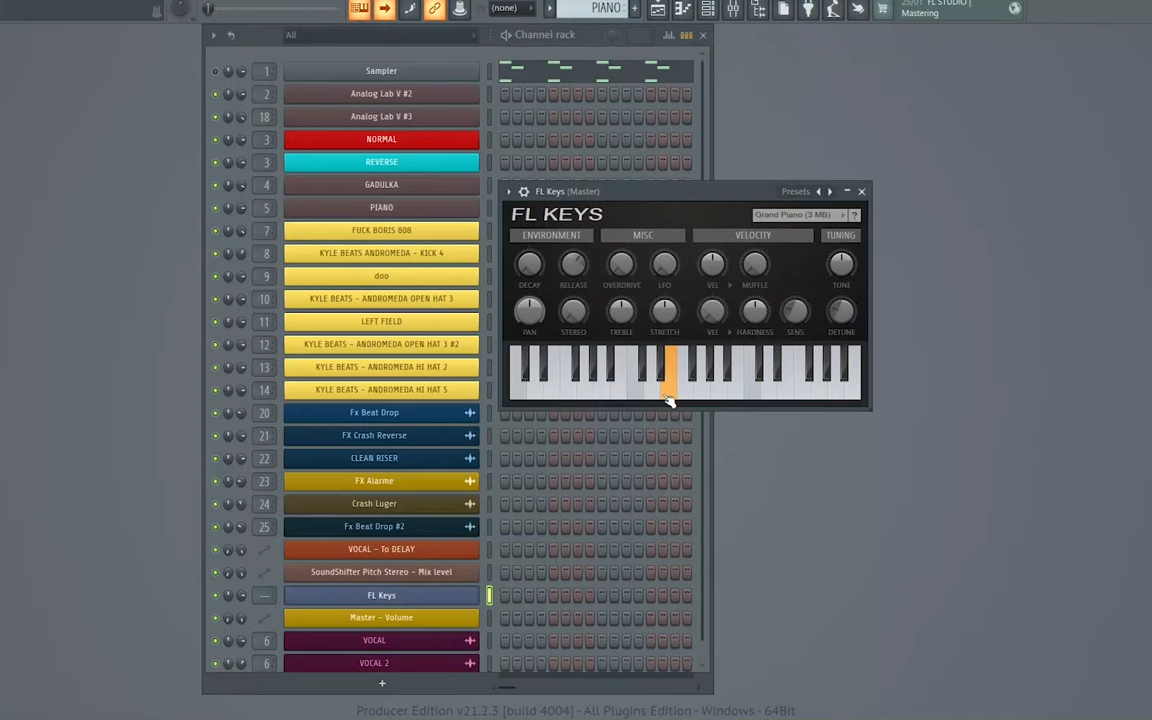 (none)
PIANO
25/01 FL STUDIO |
Mastering
All
Channel rack
1 Sampler
2 Analog Lab V #2
18 Analog Lab V #3
3 NORMAL
3 REVERSE
4 GADULKA
5 PIANO
7 FUCK BORIS 808
8 KYLE BEATS ANDROMEDA - KICK 4
9 doo
10 KYLE BEATS - ANDROMEDA OPEN HAT 3
11 LEFT FIELD
12 KYLE BEATS - ANDROMEDA OPEN HAT 3 #2
13 KYLE BEATS - ANDROMEDA HI HAT 2
14 KYLE BEATS - ANDROMEDA HI HAT 5
20 Fx Beat Drop
21 FX Crash Reverse
22 CLEAN RISER
23 FX Alarme
24 Crash Luger
25 Fx Beat Drop #2
VOCAL - To DELAY
SoundShifter Pitch Stereo - Mix level
--- FL Keys
Master - Volume
6 VOCAL
6 VOCAL 2
+
FL Keys (Master)
Presets
FL KEYS
Grand Piano (3 MB) ?
ENVIRONMENT MISC VELOCITY TUNING
DECAY RELEASE OVERDRIVE LFO VEL MUFFLE TUNE
PAN STEREO TREBLE STRETCH VEL HARDNESS SENS DETUNE
Producer Edition v21.2.3 [build 4004] - All Plugins Edition - Windows - 64Bit